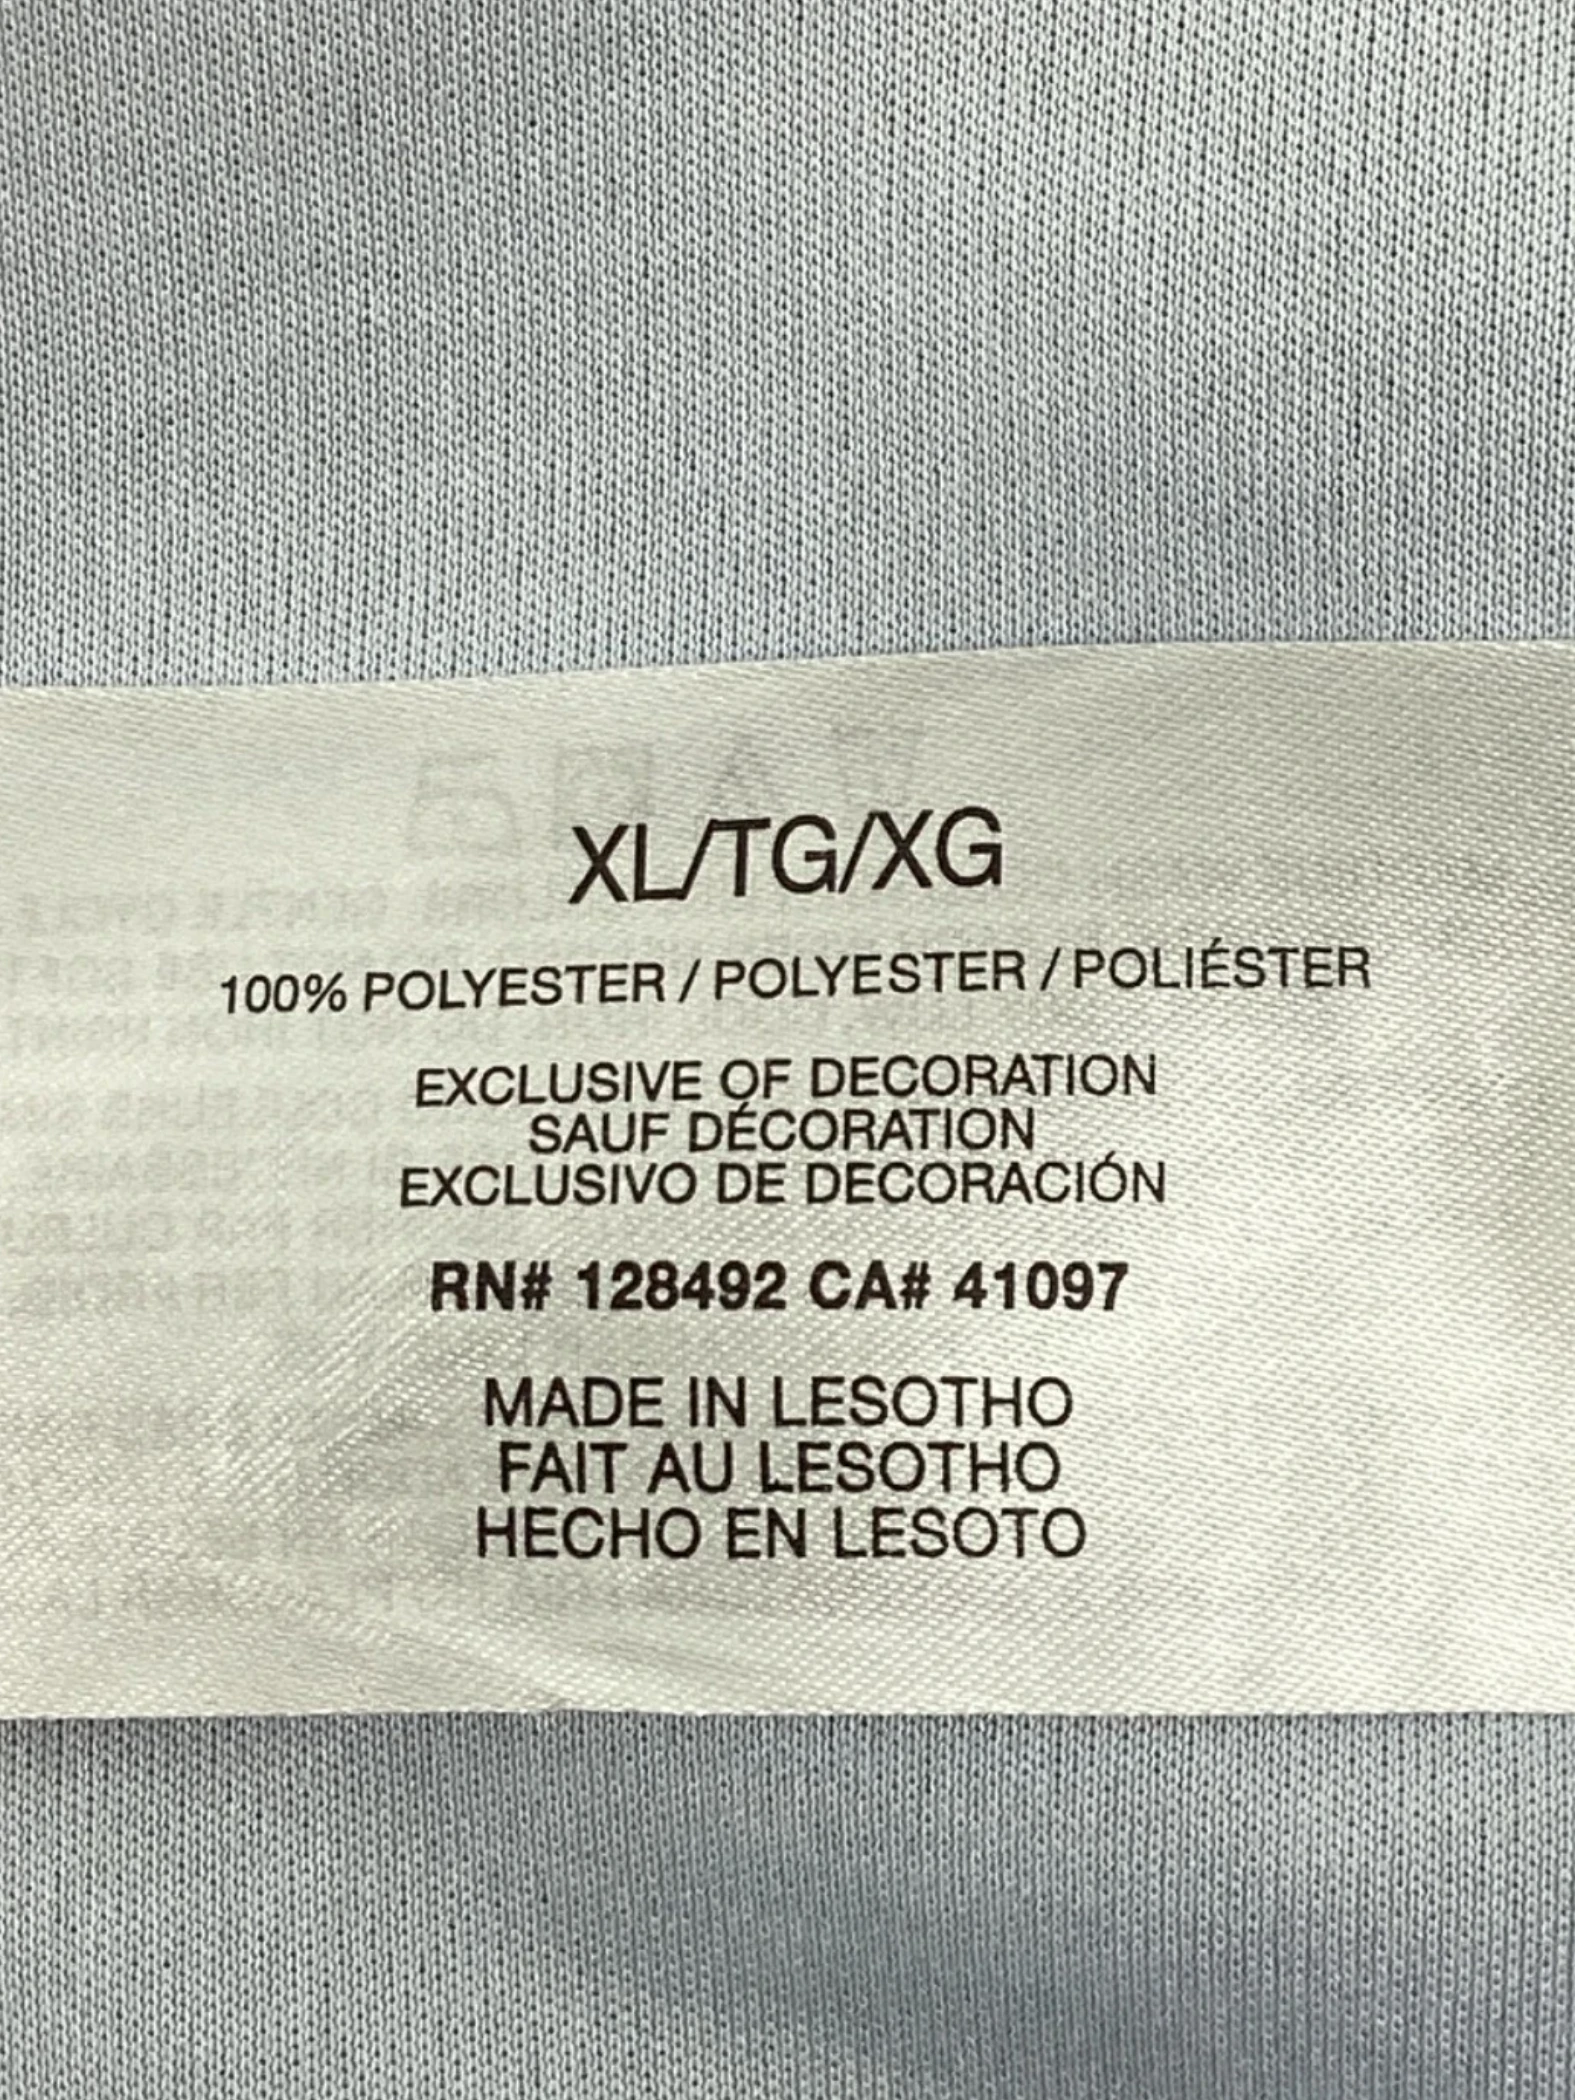 XL/TG/XG
100% POLYESTER / POLYESTER / POLIÉSTER
EXCLUSIVE OF DECORATION
SAUF DÉCORATION
EXCLUSIVO DE DECORACIÓN
RN# 128492 CA# 41097
MADE IN LESOTHO
FAIT AU LESOTHO
HECHO EN LESOTO